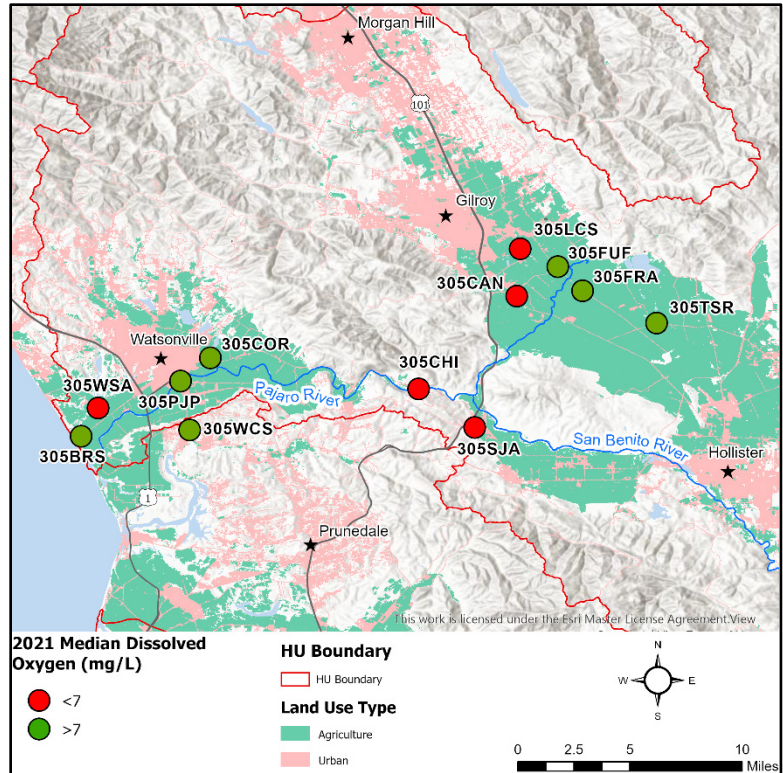 Morgan Hill
101
Gilroy
305LCS
305FUF
305CAN
305FRA
305TSR
305COR
Watsonville
305WSA
305PJP
305CHI
Pajaro River
305BRS
305WCS
305SJA
San Benito River
Hollister
1
Prunedale
This work is licensed under the Esri Master License Agreement.View
2021 Median Dissolved
Oxygen (mg/L)
<7
>7
HU Boundary
HU Boundary
Land Use Type
Agriculture
Urban
N
W E
S
0 2.5 5 10
Miles